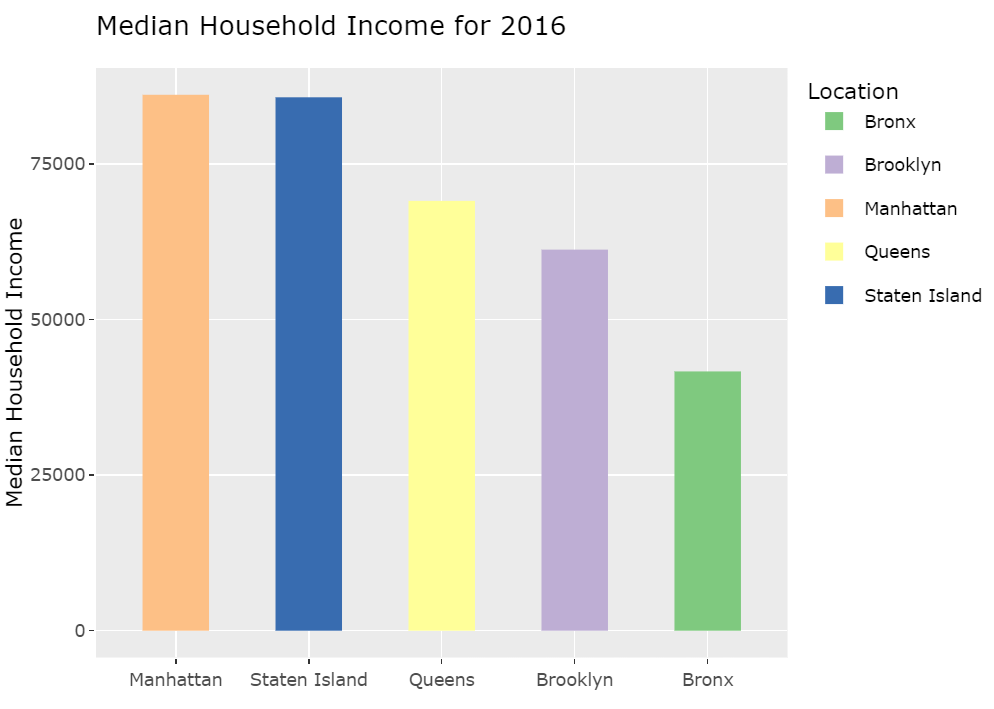 Median Household Income for 2016
Median Household Income
75000
50000
25000
0
Manhattan
Staten Island
Queens
Brooklyn
Bronx
Location
Bronx
Brooklyn
Manhattan
Queens
Staten Island